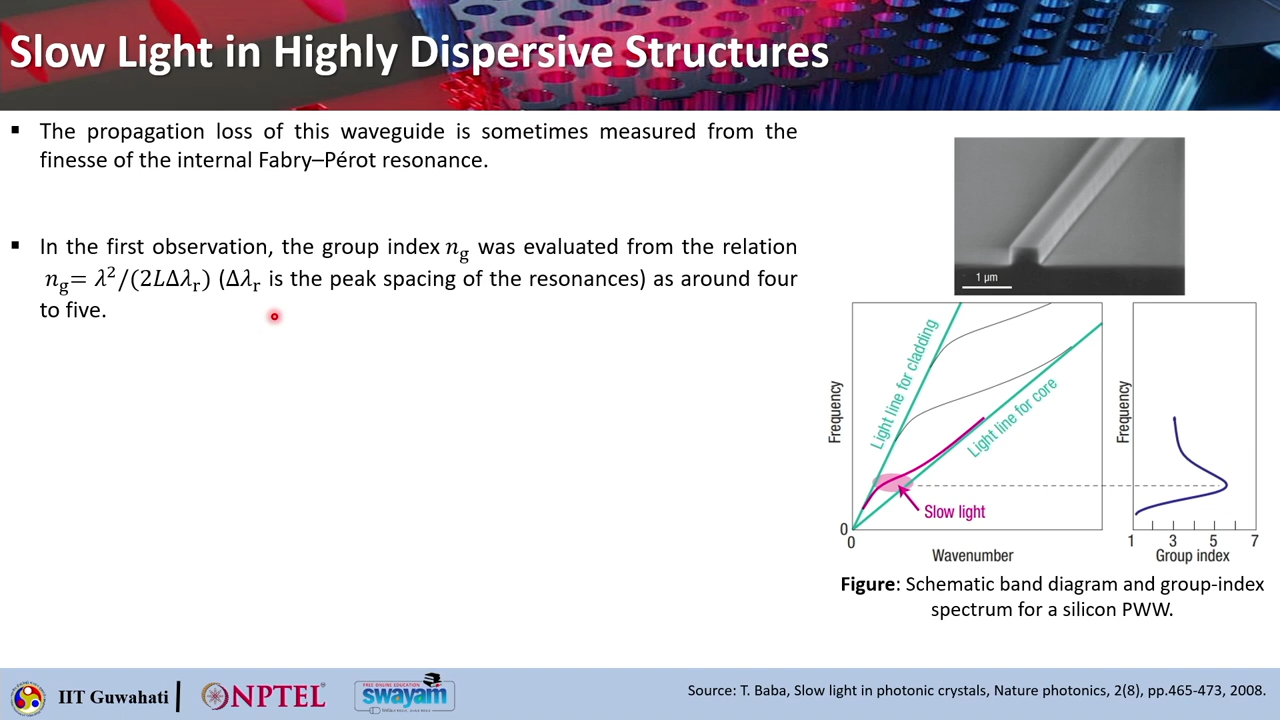 Slow Light in Highly Dispersive Structures
▪ The propagation loss of this waveguide is sometimes measured from the
finesse of the internal Fabry–Pérot resonance.
▪ In the first observation, the group index n_g was evaluated from the relation
n_g= λ²/(2LΔλ_r) (Δλ_r is the peak spacing of the resonances) as around four
to five.
1 µm
Frequency
Light line for cladding
Light line for core
Slow light
0
0
Wavenumber
Frequency
1 3 5 7
Group index
Figure: Schematic band diagram and group-index
spectrum for a silicon PWW.
IIT Guwahati
NPTEL
FREE ONLINE EDUCATION
swayam
Source: T. Baba, Slow light in photonic crystals, Nature photonics, 2(8), pp.465-473, 2008.